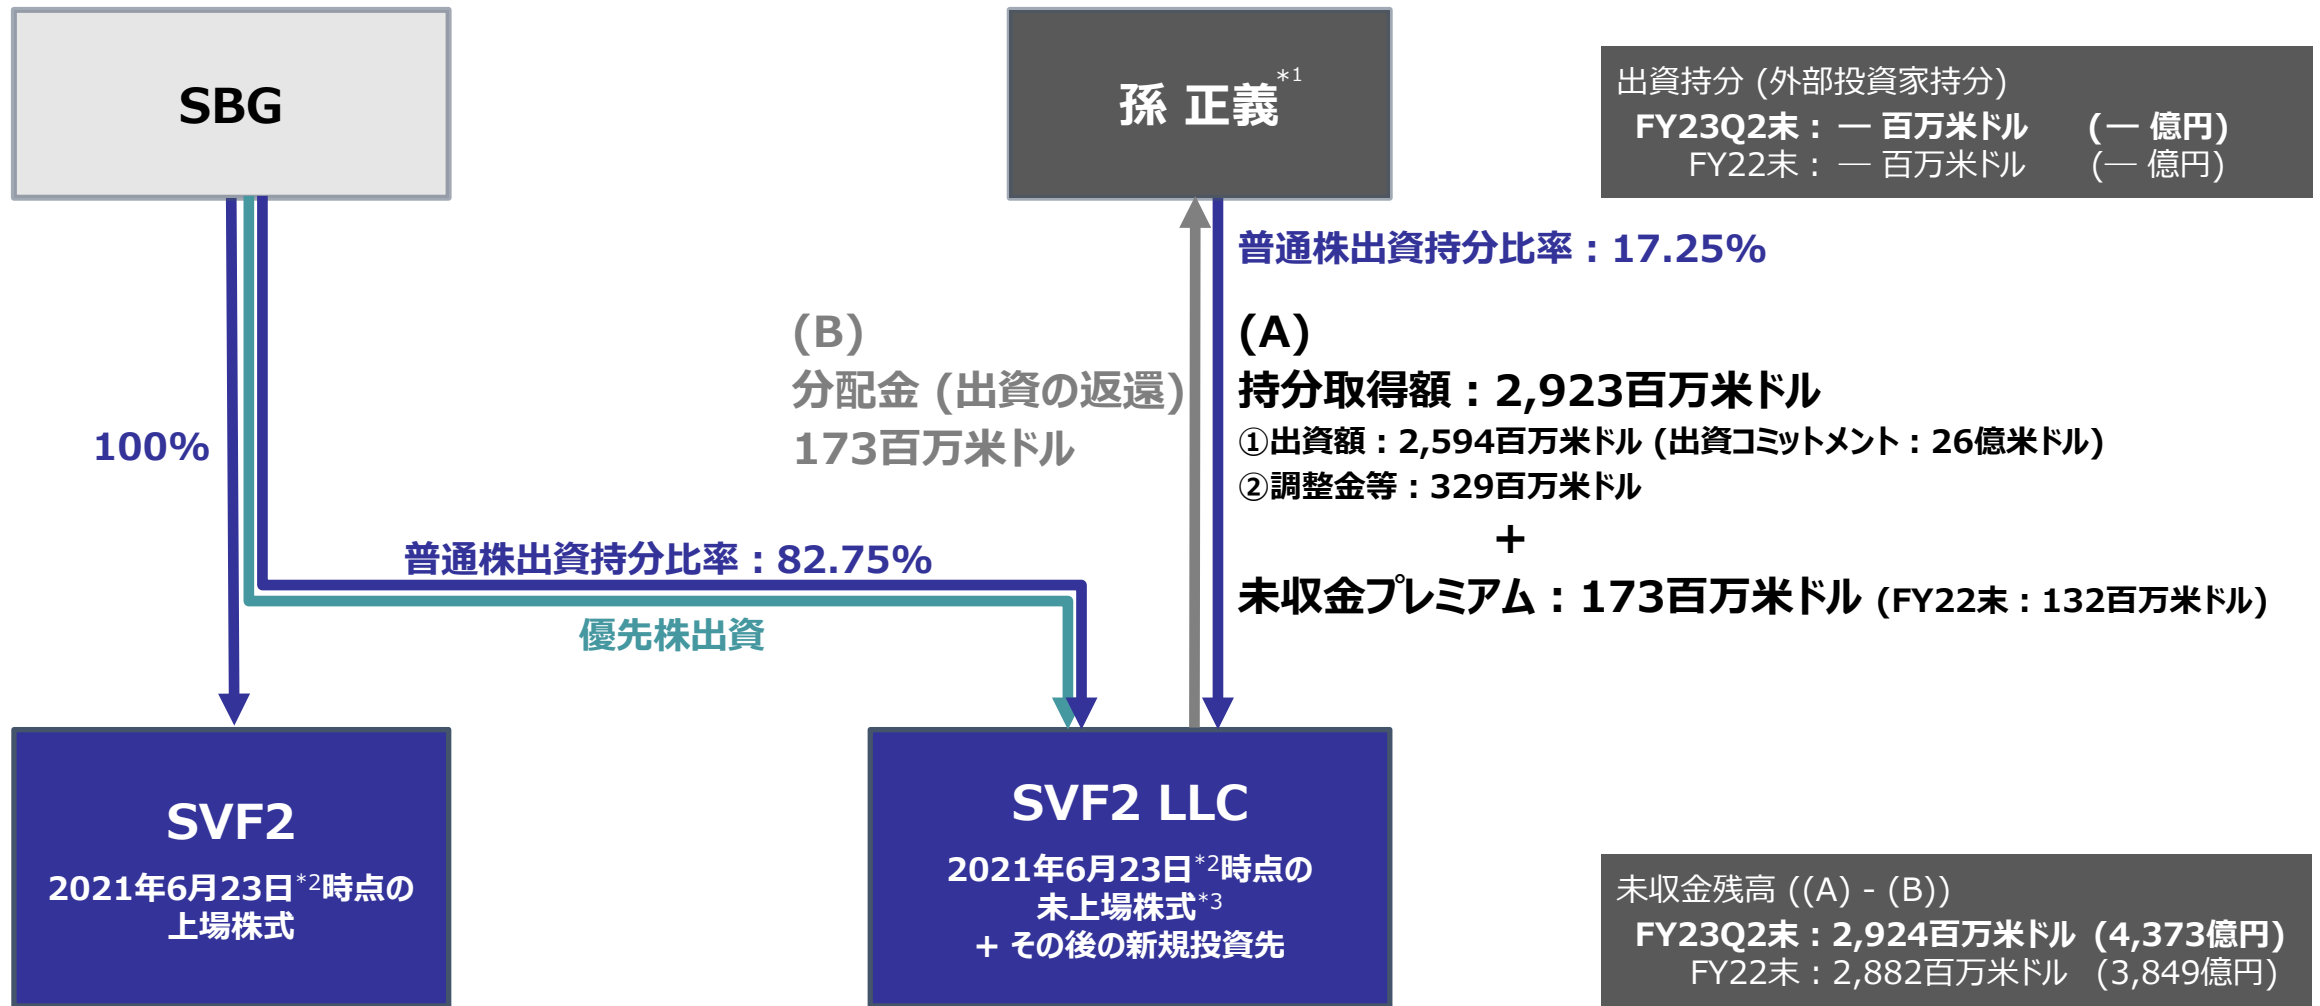 SBG
孫 正義*1
出資持分 (外部投資家持分)
FY23Q2末： ― 百万米ドル (― 億円)
FY22末： ― 百万米ドル (― 億円)
普通株出資持分比率：17.25%
(B)
分配金 (出資の返還)
173百万米ドル
(A)
持分取得額：2,923百万米ドル
①出資額：2,594百万米ドル (出資コミットメント：26億米ドル)
②調整金等：329百万米ドル
+
未収金プレミアム：173百万米ドル (FY22末：132百万米ドル)
100%
普通株出資持分比率：82.75%
優先株出資
SVF2
2021年6月23日*2時点の
上場株式
SVF2 LLC
2021年6月23日*2時点の
未上場株式*3
+ その後の新規投資先
未収金残高 ((A) - (B))
FY23Q2末：2,924百万米ドル (4,373億円)
FY22末：2,882百万米ドル (3,849億円)